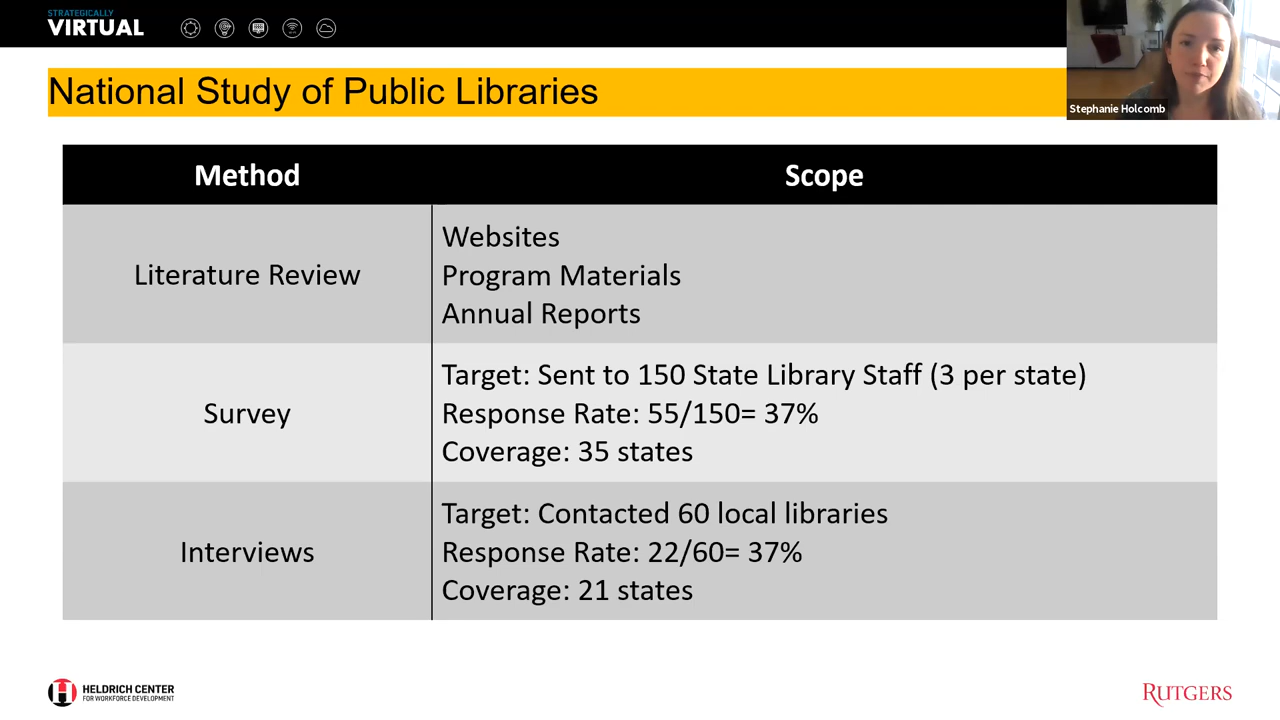 STRATEGICALLY
VIRTUAL
Stephanie Holcomb
National Study of Public Libraries
Method
Scope
Literature Review
Websites
Program Materials
Annual Reports
Survey
Target: Sent to 150 State Library Staff (3 per state)
Response Rate: 55/150= 37%
Coverage: 35 states
Interviews
Target: Contacted 60 local libraries
Response Rate: 22/60= 37%
Coverage: 21 states
HELDRICH CENTER
FOR WORKFORCE DEVELOPMENT
RUTGERS